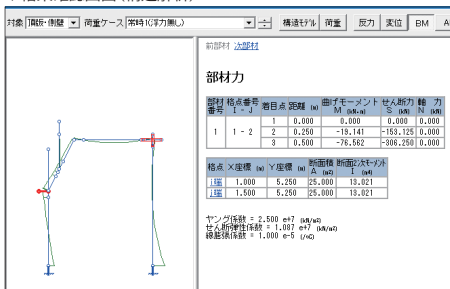 対象 頂版・側壁 荷重ケース 常時1(浮力無し) 構造モデル 荷重 反力 変位 BM
前部材 次部材
部材力
部材番号 格点番号 I - J 着目点 距離 (m) 曲げモーメント M (kN・m) せん断力 S (kN) 軸 力 N (kN)
1 1 - 2 1 0.000 0.000 0.000 0.000
2 0.250 -19.141 -153.125 0.000
3 0.500 -76.562 -306.250 0.000
格点 X座標 (m) Y座標 (m) 断面積 A (m2) 断面2次モーメント I (m4)
i端 1.000 5.250 25.000 13.021
j端 1.500 5.250 25.000 13.021
ヤング係数 = 2.500 e+7 (kN/m2)
せん断弾性係数 = 1.087 e+7 (kN/m2)
線膨張係数 = 1.000 e-5 (/℃)